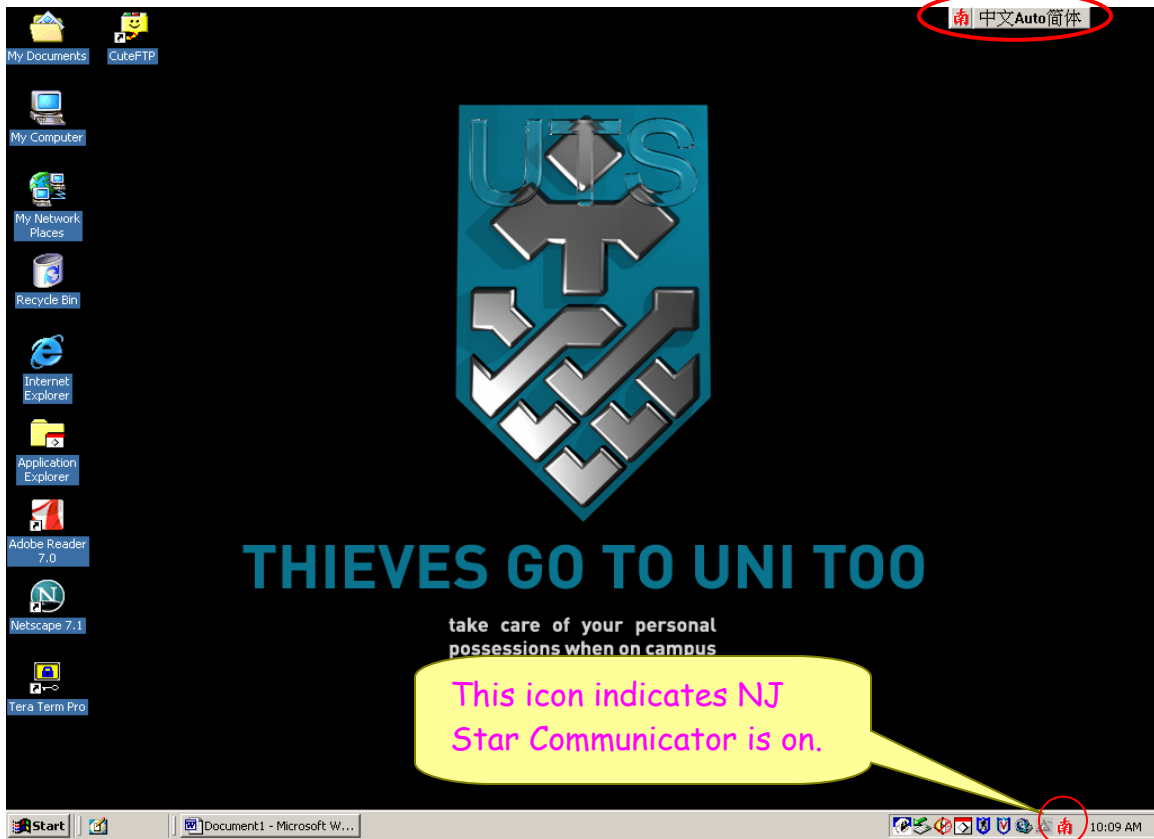 My Documents
CuteFTP
南 中文Auto简体
My Computer
My Network
Places
Recycle Bin
Internet
Explorer
Application
Explorer
Adobe Reader
7.0
N
Netscape 7.1
Tera Term Pro
UTS
THIEVES GO TO UNI TOO
take care of your personal
possessions when on campus
This icon indicates NJ
Star Communicator is on.
Start
Document1 - Microsoft W...
南
10:09 AM